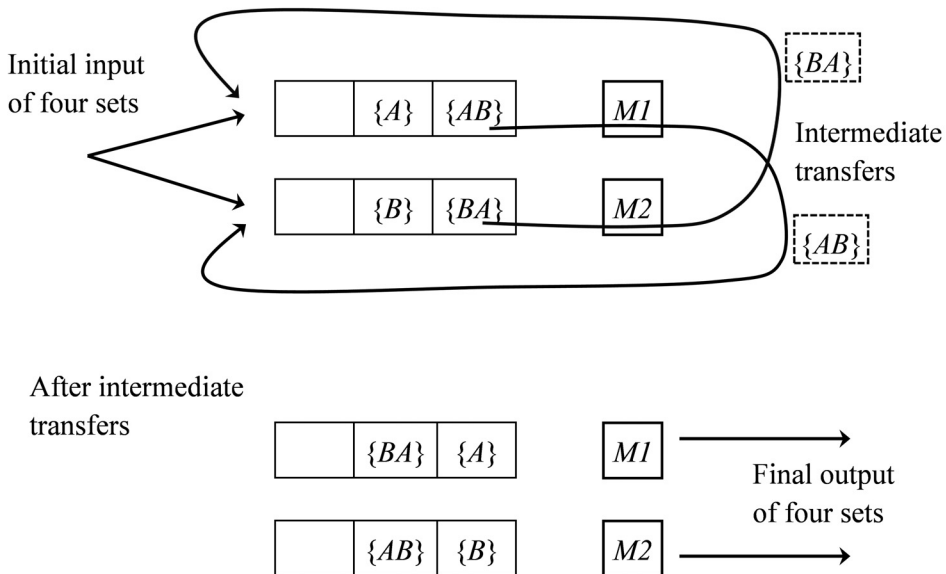 Initial input
of four sets
{A} {AB} M1
{BA}
Intermediate
transfers
{B} {BA} M2
{AB}
After intermediate
transfers
{BA} {A} M1
Final output
of four sets
{AB} {B} M2